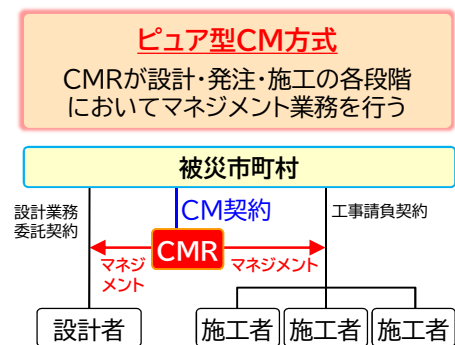 ピュア型CM方式
CMRが設計・発注・施工の各段階
においてマネジメント業務を行う
被災市町村
設計業務
委託契約
CM契約
工事請負契約
CMR
マネジ
メント
マネジメント
設計者
施工者
施工者
施工者